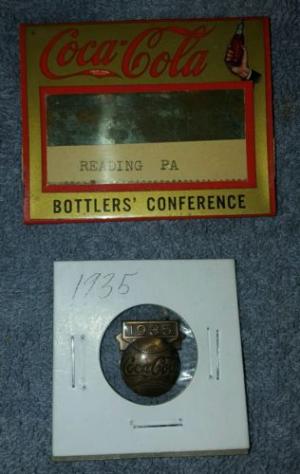 Coca-Cola
READING PA
BOTTLERS' CONFERENCE
1935
1935
Coca-Cola